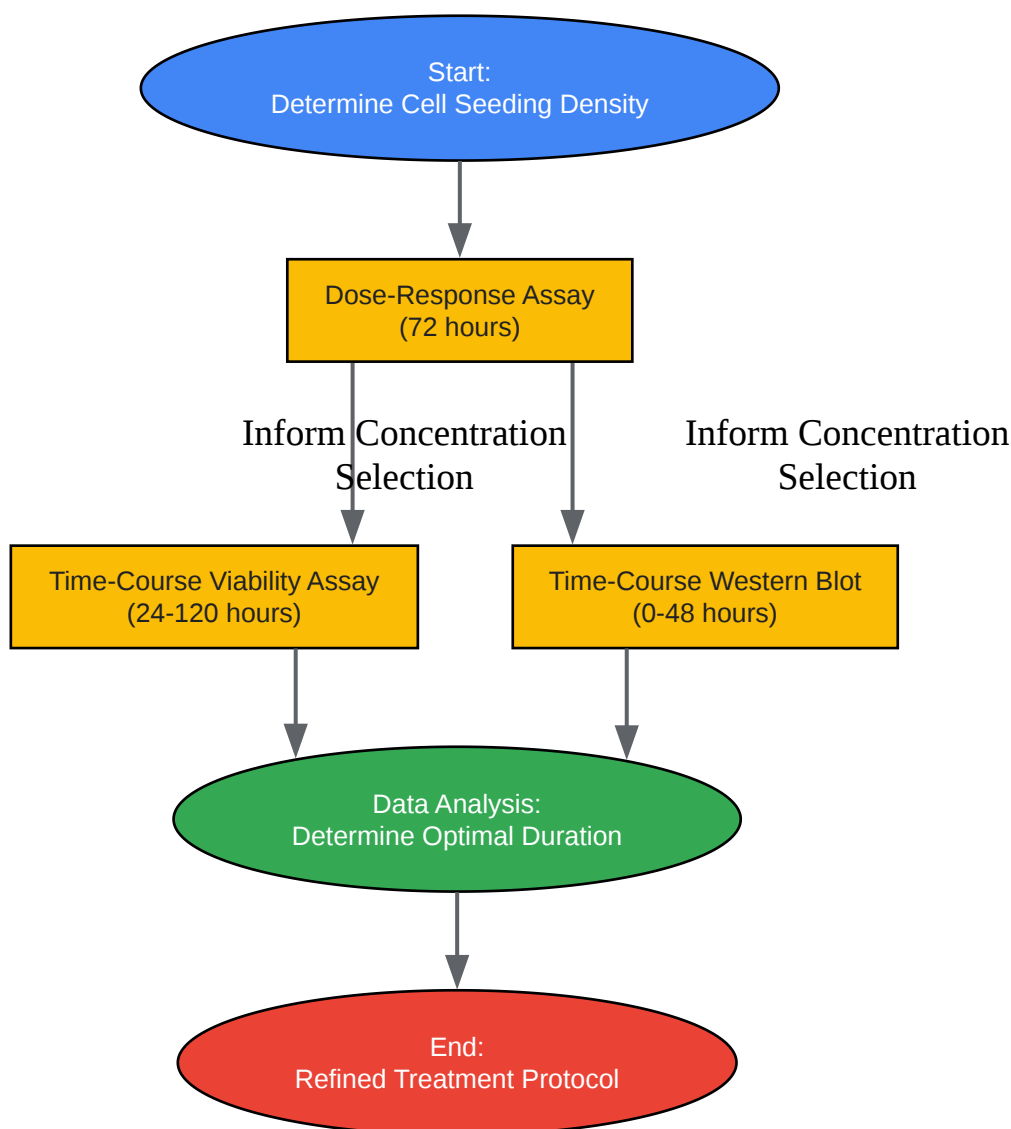 Start:
Determine Cell Seeding Density
Dose-Response Assay
(72 hours)
Inform Concentration
Selection
Inform Concentration
Selection
Time-Course Viability Assay
(24-120 hours)
Time-Course Western Blot
(0-48 hours)
Data Analysis:
Determine Optimal Duration
End:
Refined Treatment Protocol